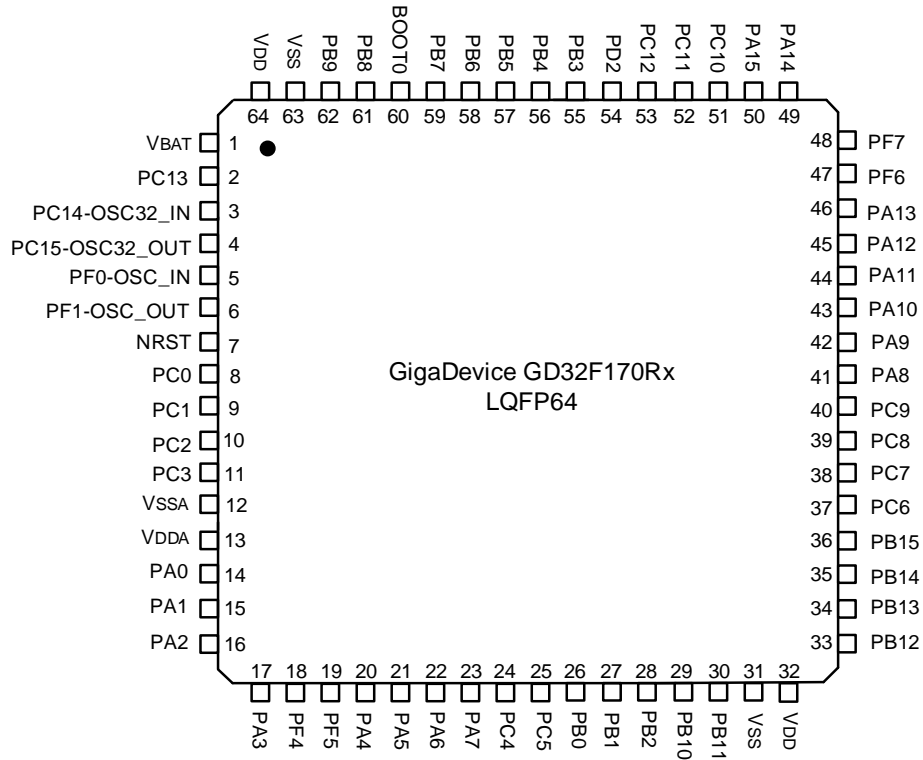 VDD VSS PB9 PB8 BOOT0 PB7 PB6 PB5 PB4 PB3 PD2 PC12 PC11 PC10 PA15 PA14
64 63 62 61 60 59 58 57 56 55 54 53 52 51 50 49
VBAT 1
PC13 2
PC14-OSC32_IN 3
PC15-OSC32_OUT 4
PF0-OSC_IN 5
PF1-OSC_OUT 6
NRST 7
PC0 8
PC1 9
PC2 10
PC3 11
VSSA 12
VDDA 13
PA0 14
PA1 15
PA2 16
GigaDevice GD32F170Rx
LQFP64
48 PF7
47 PF6
46 PA13
45 PA12
44 PA11
43 PA10
42 PA9
41 PA8
40 PC9
39 PC8
38 PC7
37 PC6
36 PB15
35 PB14
34 PB13
33 PB12
17 18 19 20 21 22 23 24 25 26 27 28 29 30 31 32
PA3 PF4 PF5 PA4 PA5 PA6 PA7 PC4 PC5 PB0 PB1 PB2 PB10 PB11 VSS VDD